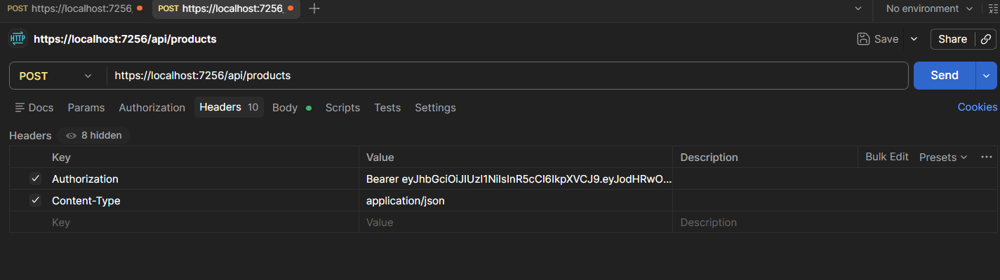 POST https://localhost:7256, POST https://localhost:7256, No environment
HTTP https://localhost:7256/api/products Save Share
POST https://localhost:7256/api/products Send
Docs Params Authorization Headers 10 Body Scripts Tests Settings Cookies
Headers 8 hidden
Key Value Description Bulk Edit Presets
Authorization Bearer eyJhbGciOiJIUzI1NiIsInR5cCI6IkpXVCJ9.eyJodHRwO...
Content-Type application/json
Key Value Description